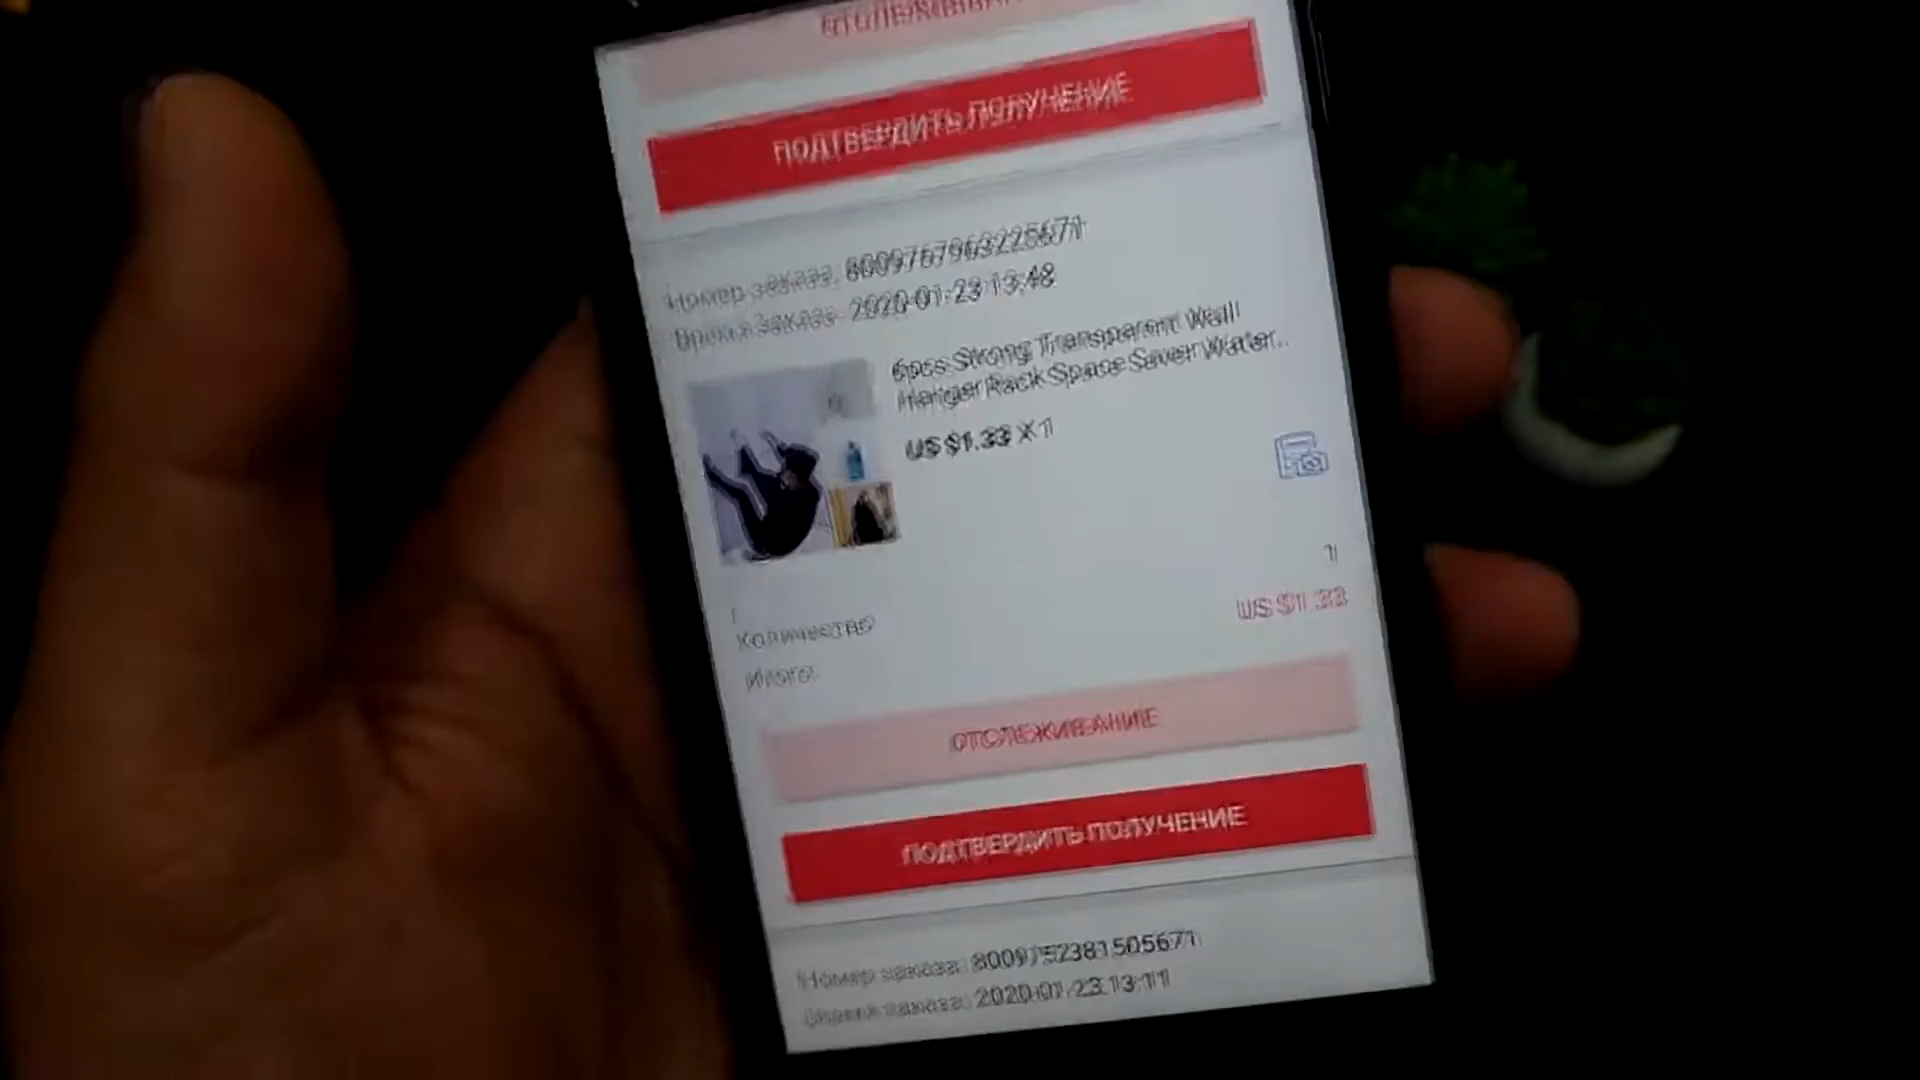 ПОДТВЕРДИТЬ ПОЛУЧЕНИЕ
Номер заказа: 8009767963225671
Время заказа: 2020-01-23 13:48
6pcs Strong Transparent Wall
Hanger Rack Space Saver Water..
US $1.33 X1
1
Количество
US $1.33
Итого:
ОТСЛЕЖИВАНИЕ
ПОДТВЕРДИТЬ ПОЛУЧЕНИЕ
Номер заказа: 8009752381505671
Время заказа: 2020-01-23 13:11